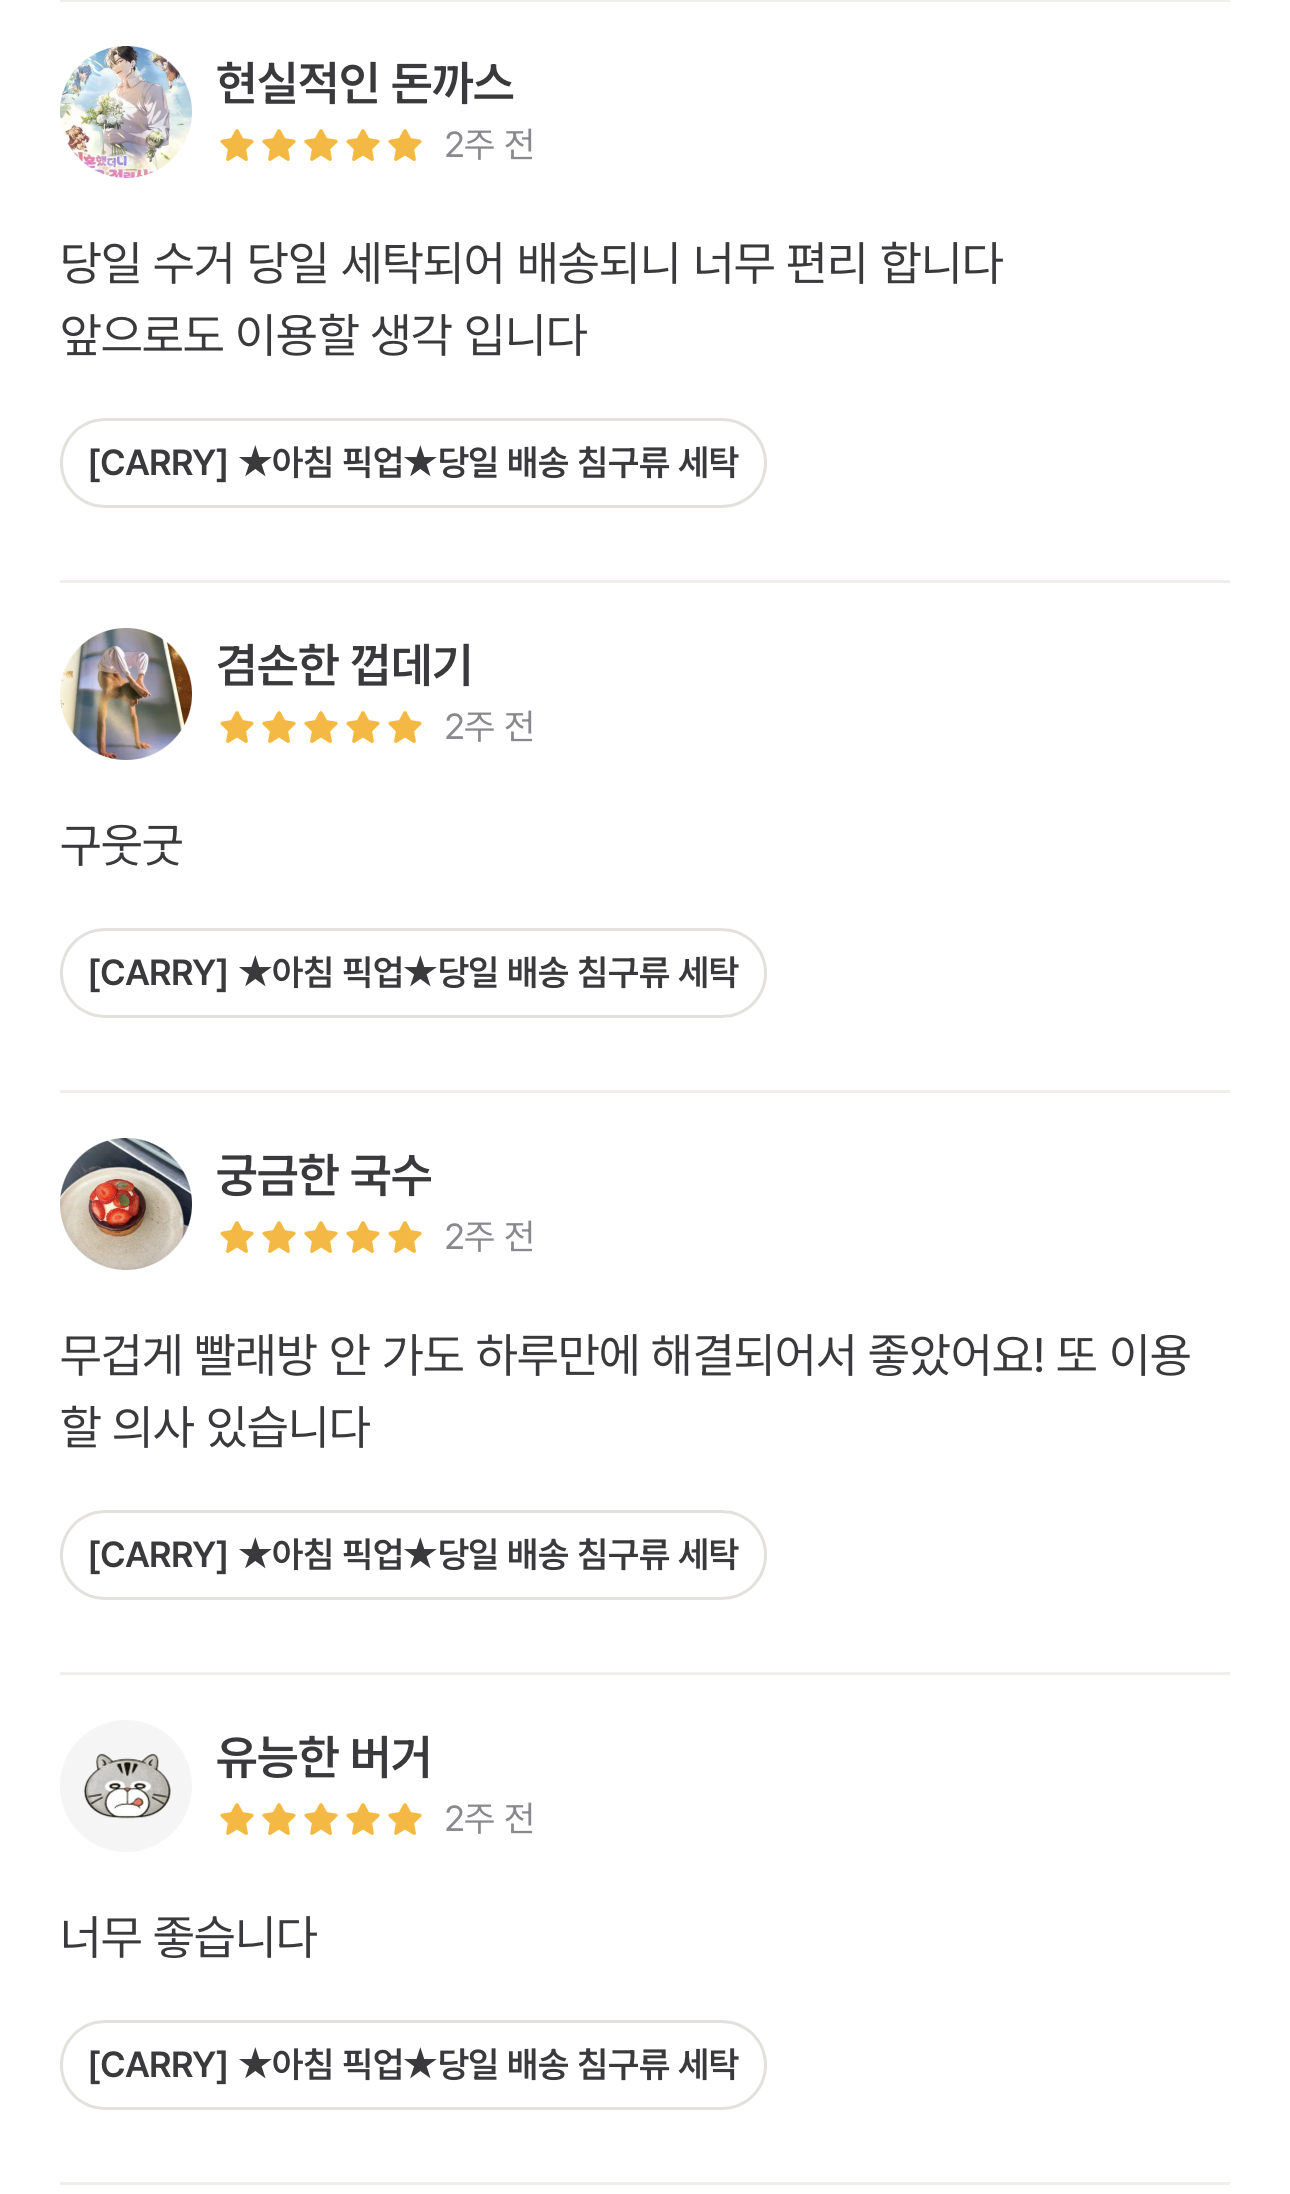 현실적인 돈까스
2주 전
당일 수거 당일 세탁되어 배송되니 너무 편리 합니다
앞으로도 이용할 생각 입니다
[CARRY] ★아침 픽업★당일 배송 침구류 세탁
겸손한 껍데기
2주 전
구웃굿
[CARRY] ★아침 픽업★당일 배송 침구류 세탁
궁금한 국수
2주 전
무겁게 빨래방 안 가도 하루만에 해결되어서 좋았어요! 또 이용
할 의사 있습니다
[CARRY] ★아침 픽업★당일 배송 침구류 세탁
유능한 버거
2주 전
너무 좋습니다
[CARRY] ★아침 픽업★당일 배송 침구류 세탁